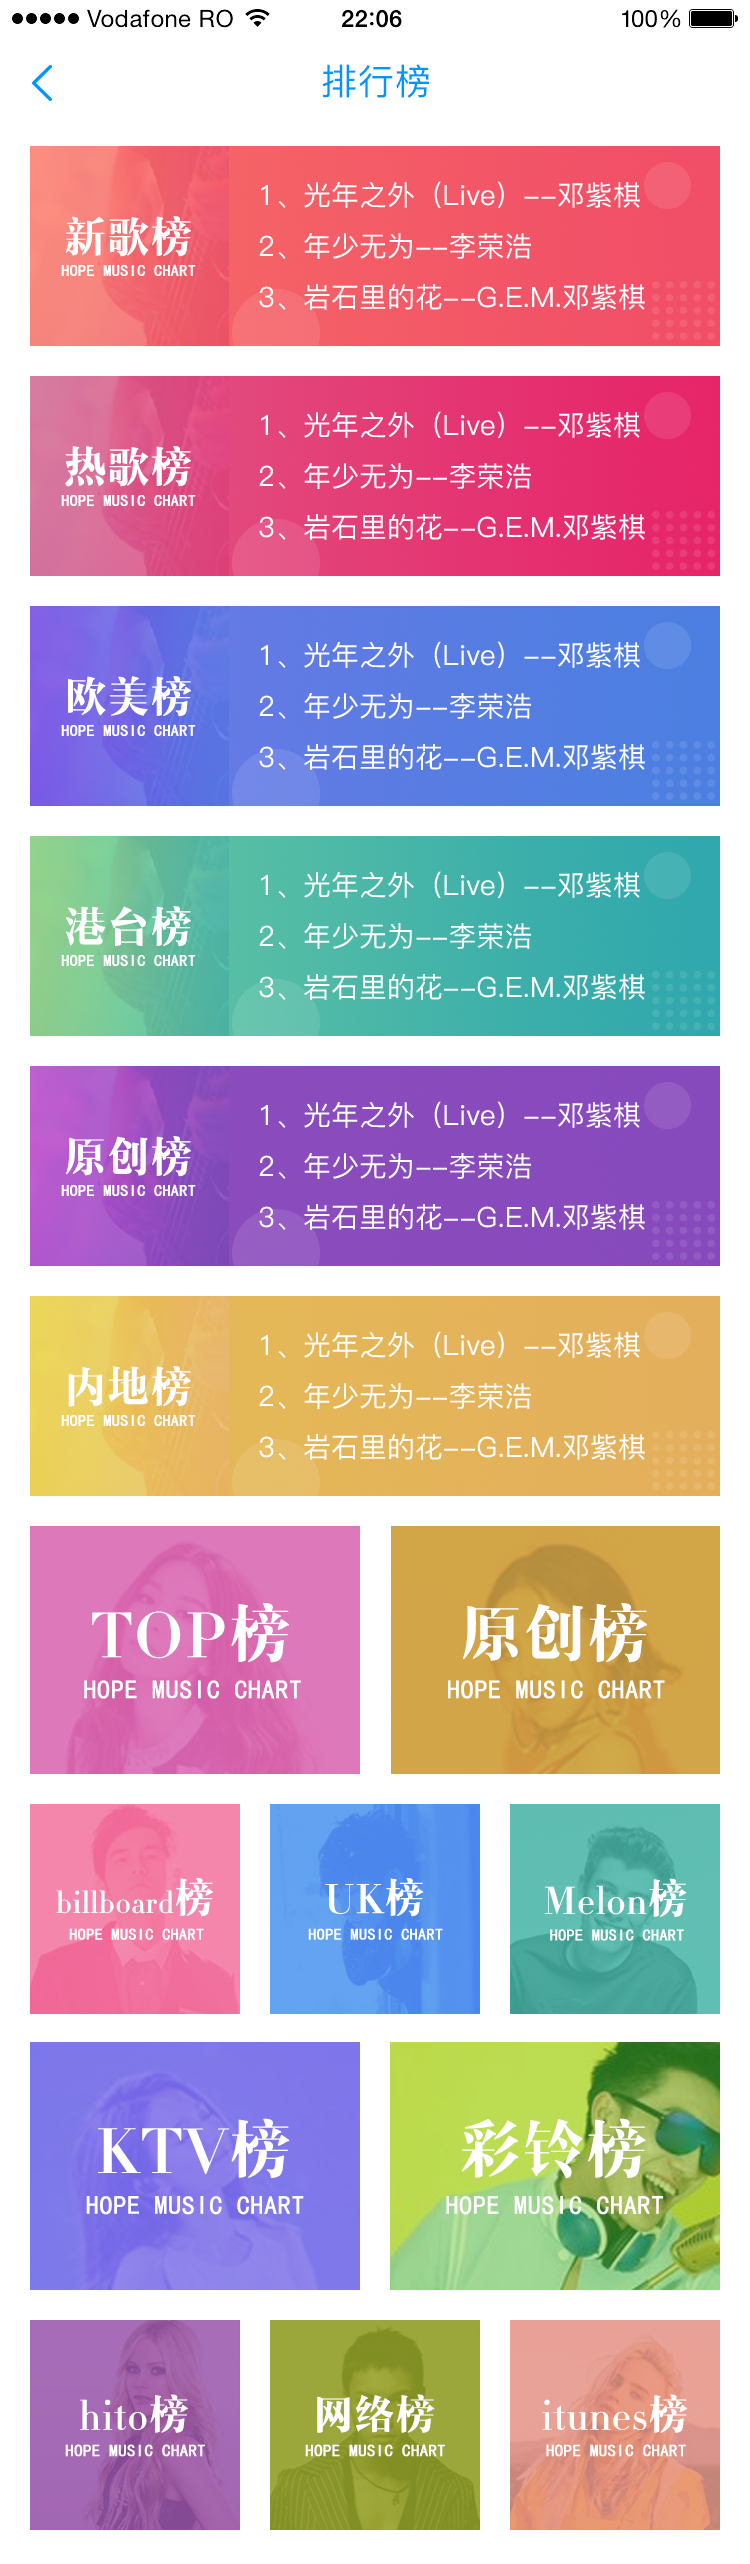 Vodafone RO 22:06 100%
排行榜
新歌榜
HOPE MUSIC CHART
1、光年之外（Live）--邓紫棋
2、年少无为--李荣浩
3、岩石里的花--G.E.M.邓紫棋
热歌榜
HOPE MUSIC CHART
1、光年之外（Live）--邓紫棋
2、年少无为--李荣浩
3、岩石里的花--G.E.M.邓紫棋
欧美榜
HOPE MUSIC CHART
1、光年之外（Live）--邓紫棋
2、年少无为--李荣浩
3、岩石里的花--G.E.M.邓紫棋
港台榜
HOPE MUSIC CHART
1、光年之外（Live）--邓紫棋
2、年少无为--李荣浩
3、岩石里的花--G.E.M.邓紫棋
原创榜
HOPE MUSIC CHART
1、光年之外（Live）--邓紫棋
2、年少无为--李荣浩
3、岩石里的花--G.E.M.邓紫棋
内地榜
HOPE MUSIC CHART
1、光年之外（Live）--邓紫棋
2、年少无为--李荣浩
3、岩石里的花--G.E.M.邓紫棋
TOP榜
HOPE MUSIC CHART
原创榜
HOPE MUSIC CHART
billboard榜
HOPE MUSIC CHART
UK榜
HOPE MUSIC CHART
Melon榜
HOPE MUSIC CHART
KTV榜
HOPE MUSIC CHART
彩铃榜
HOPE MUSIC CHART
hito榜
HOPE MUSIC CHART
网络榜
HOPE MUSIC CHART
itunes榜
HOPE MUSIC CHART